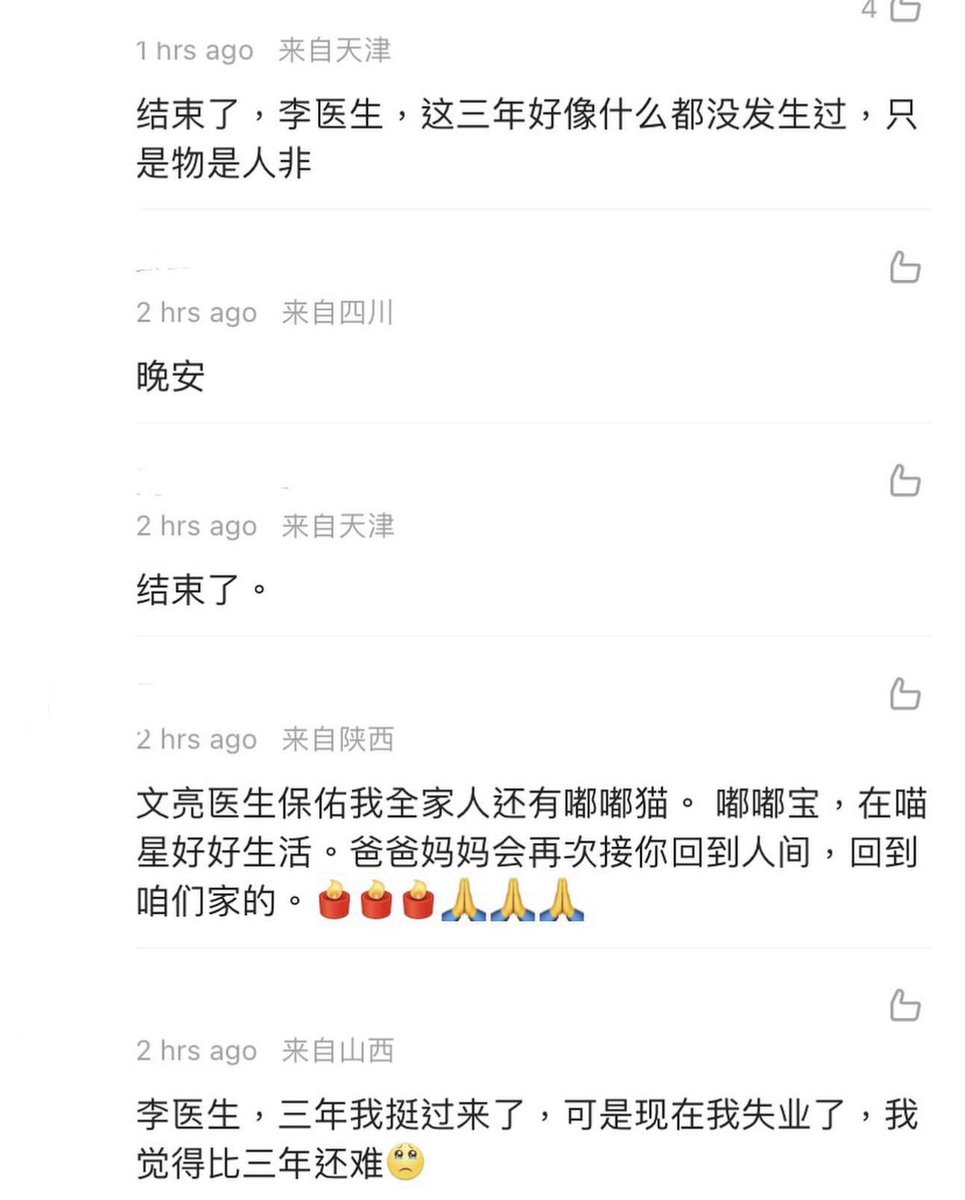 4
1 hrs ago 来自天津
结束了，李医生，这三年好像什么都没发生过，只
是物是人非
2 hrs ago 来自四川
晚安
2 hrs ago 来自天津
结束了。
2 hrs ago 来自陕西
文亮医生保佑我全家人还有嘟嘟猫。 嘟嘟宝，在喵
星好好生活。爸爸妈妈会再次接你回到人间，回到
咱们家的。🕯️🕯️🕯️🙏🙏🙏
2 hrs ago 来自山西
李医生，三年我挺过来了，可是现在我失业了，我
觉得比三年还难🥺